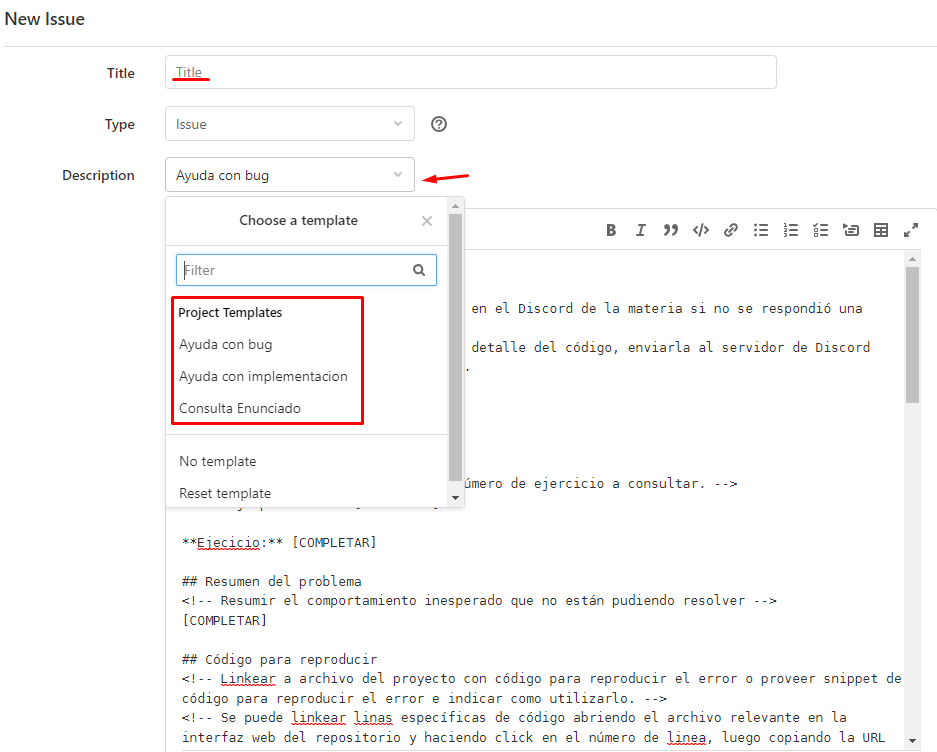 New Issue
Title
Title
Type
Issue
Description
Ayuda con bug
Choose a template
Filter
Project Templates
Ayuda con bug
Ayuda con implementacion
Consulta Enunciado
No template
Reset template
en el Discord de la materia si no se respondió una
detalle del código, enviarla al servidor de Discord
.
úmero de ejercicio a consultar. -->
**Ejecicio:** [COMPLETAR]
## Resumen del problema
<!-- Resumir el comportamiento inesperado que no están pudiendo resolver -->
[COMPLETAR]
## Código para reproducir
<!-- Linkear a archivo del proyecto con código para reproducir el error o proveer snippet de
código para reproducir el error e indicar como utilizarlo. -->
<!-- Se puede linkear linas específicas de código abriendo el archivo relevante en la
interfaz web del repositorio y haciendo click en el número de linea, luego copiando la URL